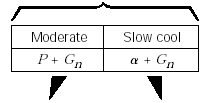 Moderate Slow cool
P + Gn α + Gn